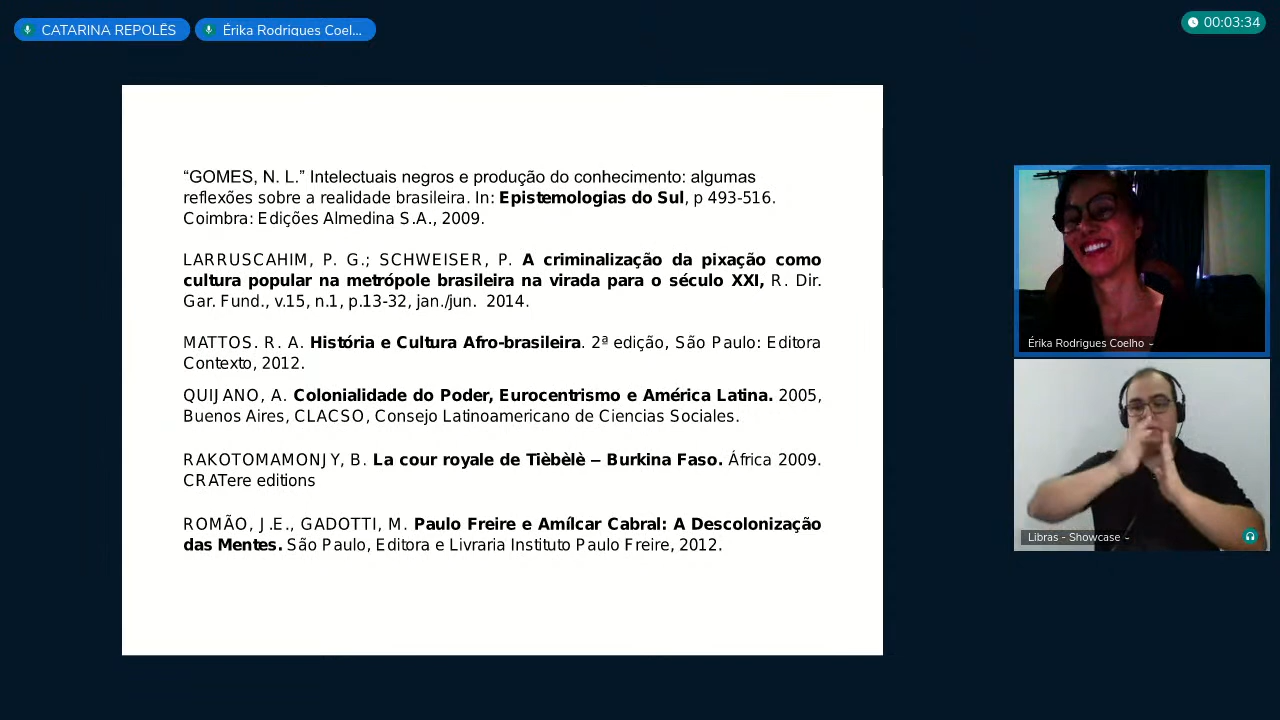 CATARINA REPOLÊS
Érika Rodrigues Coel...
00:03:34
“GOMES, N. L.” Intelectuais negros e produção do conhecimento: algumas
reflexões sobre a realidade brasileira. In: Epistemologias do Sul, p 493-516.
Coimbra: Edições Almedina S.A., 2009.
LARRUSCAHIM, P. G.; SCHWEISER, P. A criminalização da pixação como
cultura popular na metrópole brasileira na virada para o século XXI, R. Dir.
Gar. Fund., v.15, n.1, p.13-32, jan./jun. 2014.
MATTOS. R. A. História e Cultura Afro-brasileira. 2ª edição, São Paulo: Editora
Contexto, 2012.
QUIJANO, A. Colonialidade do Poder, Eurocentrismo e América Latina. 2005,
Buenos Aires, CLACSO, Consejo Latinoamericano de Ciencias Sociales.
RAKOTOMAMONJY, B. La cour royale de Tièbèlè – Burkina Faso. África 2009.
CRATere editions
ROMÃO, J.E., GADOTTI, M. Paulo Freire e Amílcar Cabral: A Descolonização
das Mentes. São Paulo, Editora e Livraria Instituto Paulo Freire, 2012.
Érika Rodrigues Coelho
Libras - Showcase